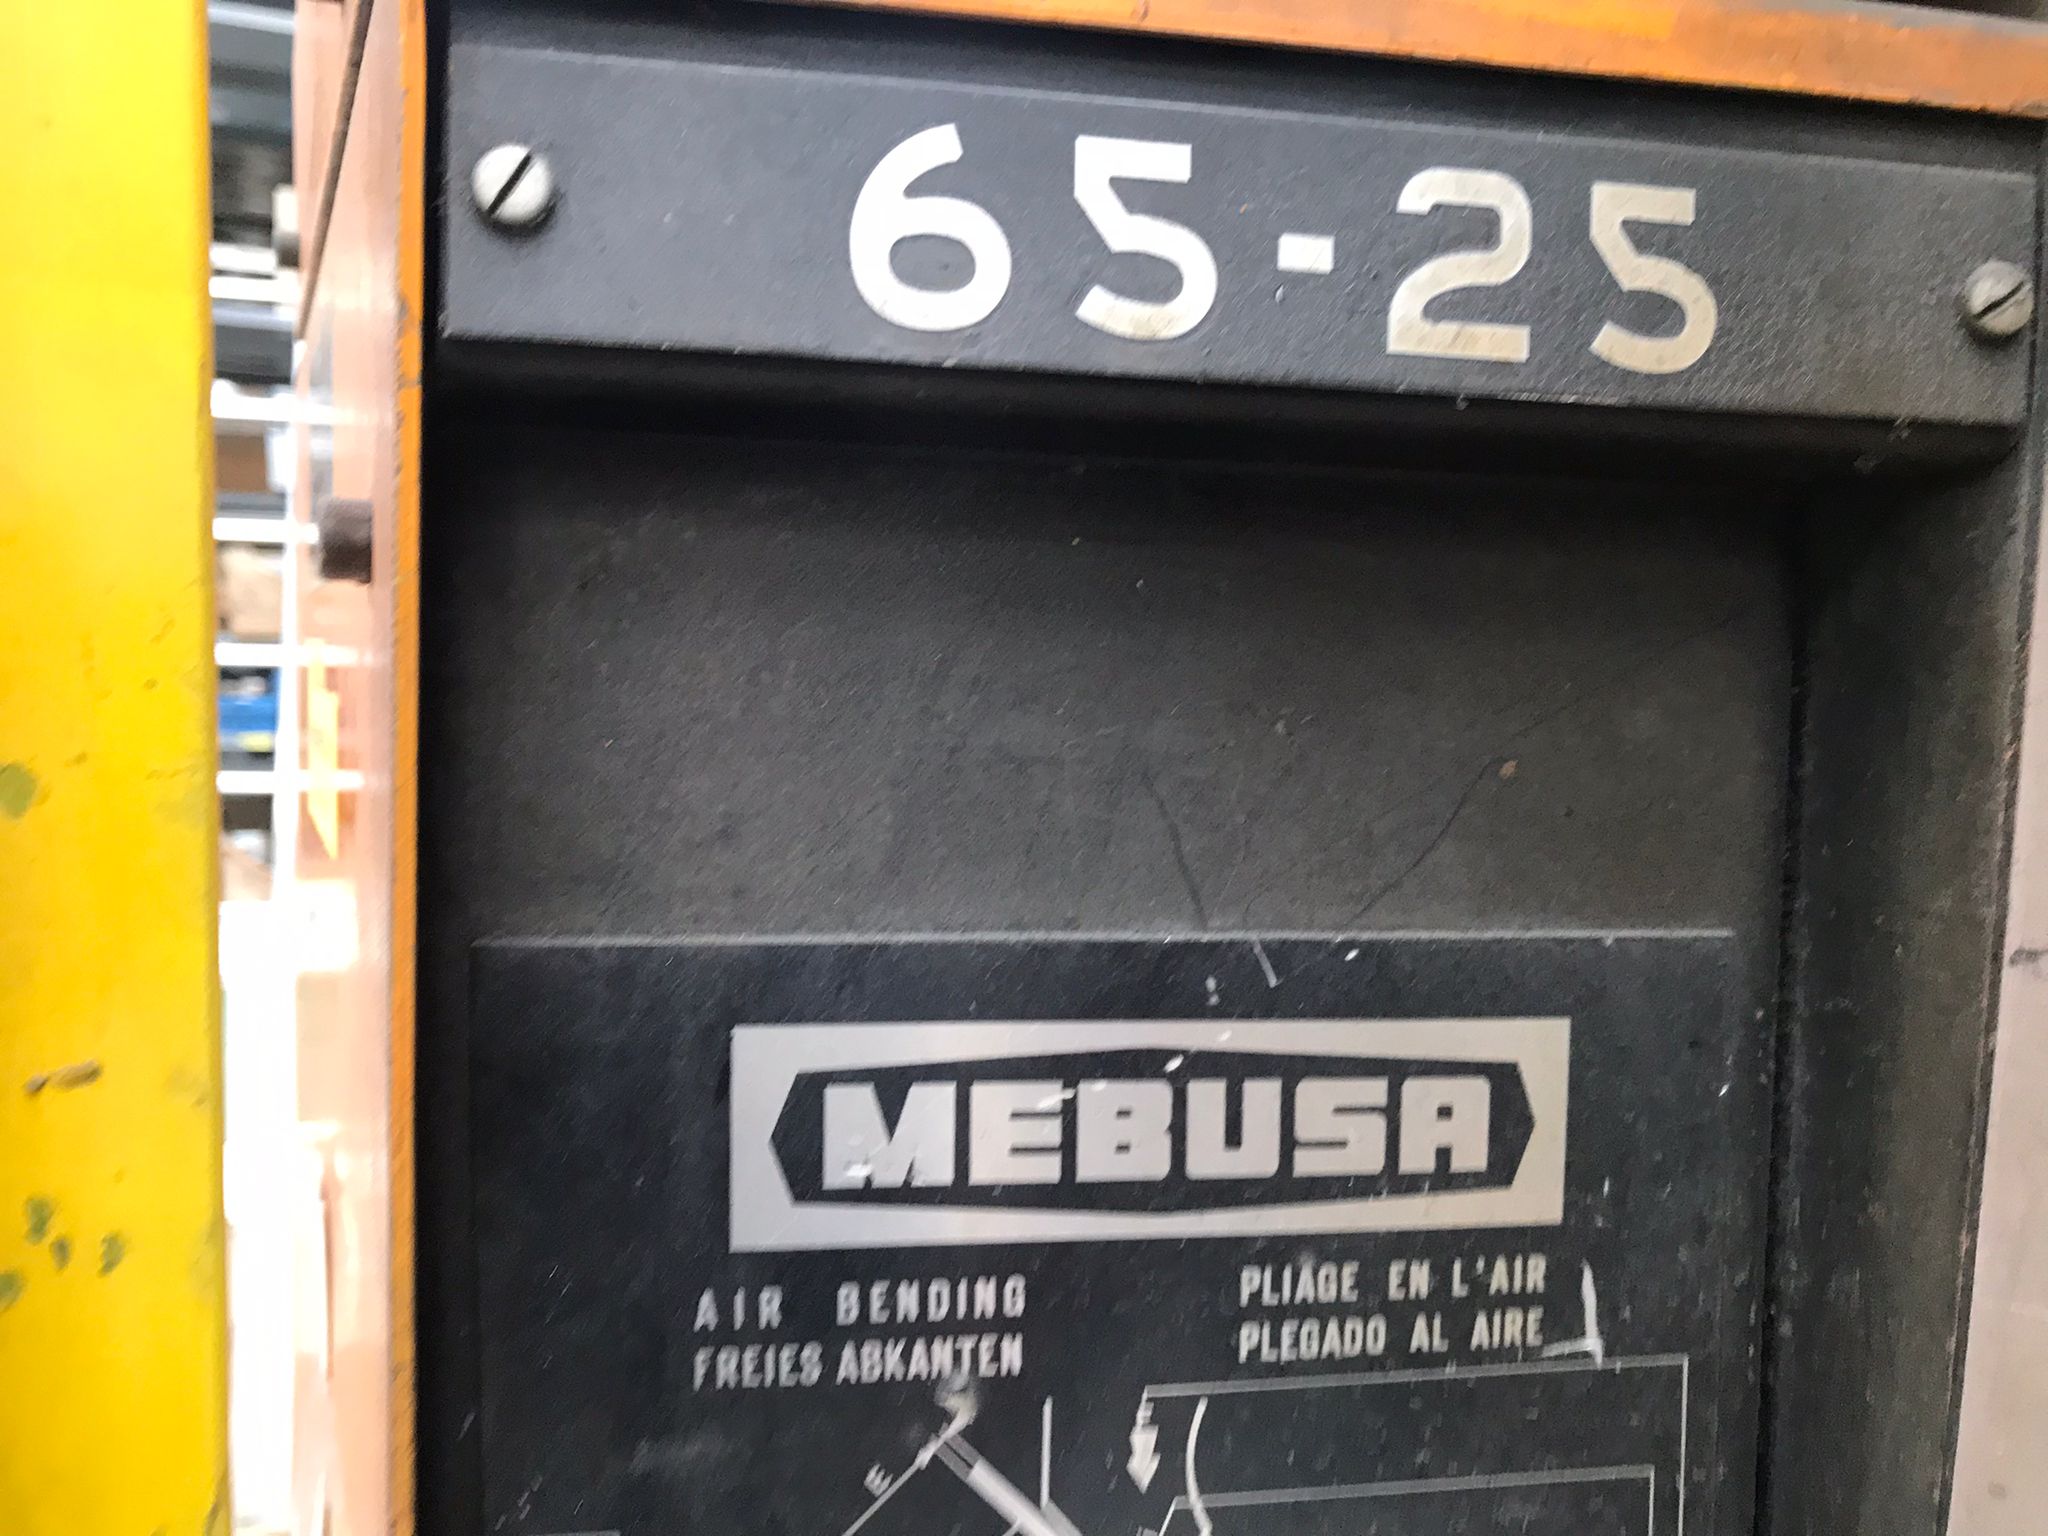 65-25
MEBUSA
AIR BENDING
FREIES ABKANTEN
PLIAGE EN L'AIR
PLEGADO AL AIRE
E